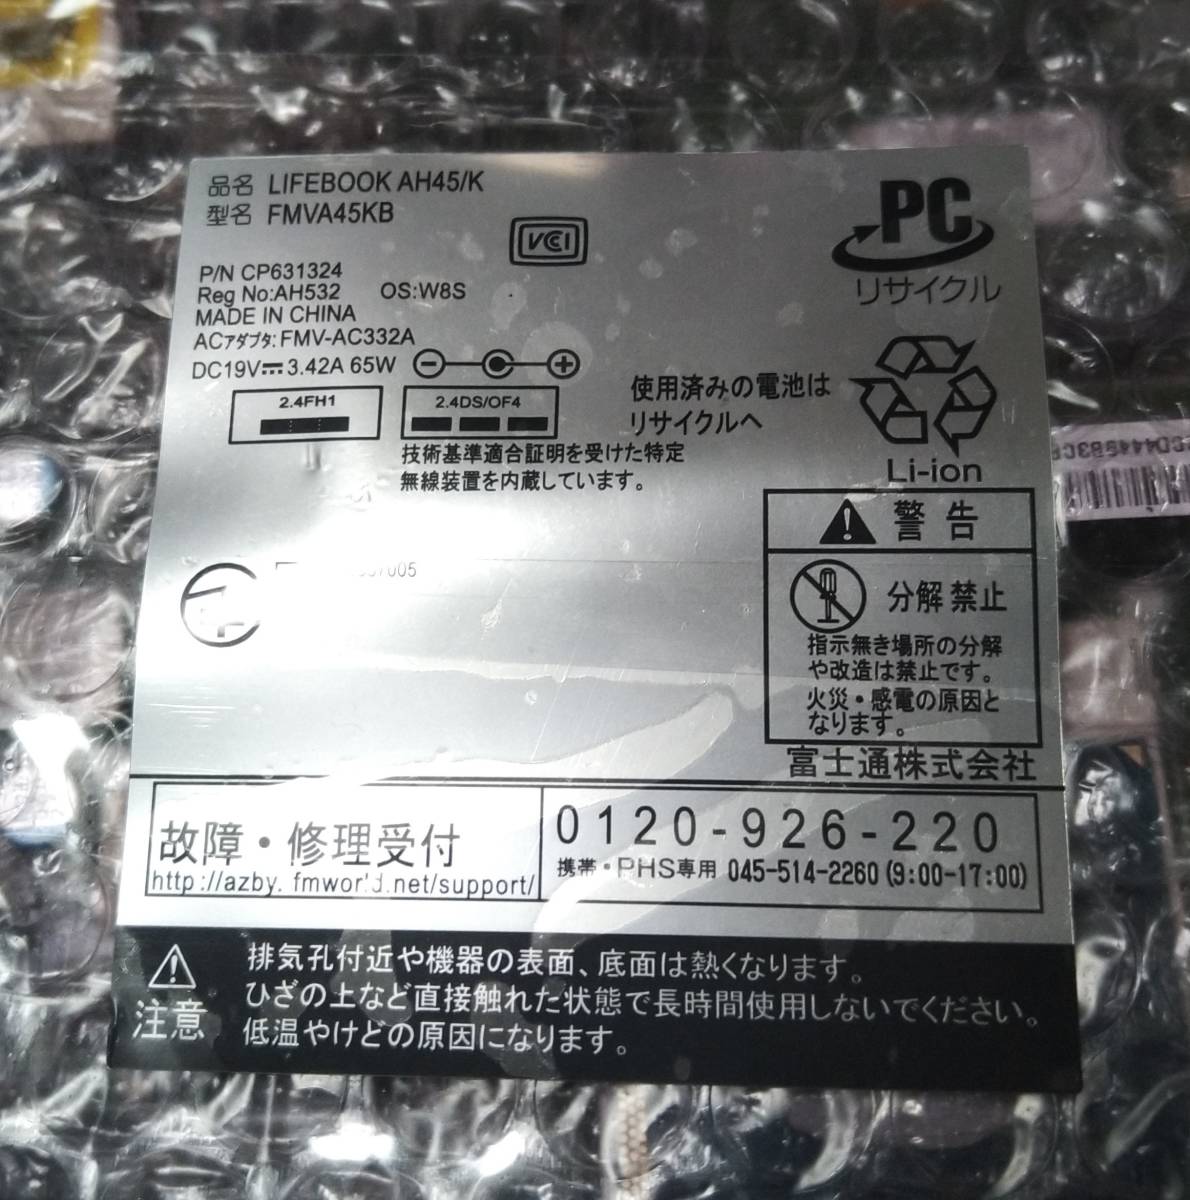 品名 LIFEBOOK AH45/K
型名 FMVA45KB
VCCI
P/N CP631324
Reg No:AH532 OS:W8S
MADE IN CHINA
ACアダプタ:FMV-AC332A
DC19V⎓3.42A 65W
2.4FH1
2.4DS/OF4
技術基準適合証明を受けた特定
無線装置を内蔵しています。
PC
リサイクル
使用済みの電池は
リサイクルへ
Li-ion
警告
分解禁止
指示無き場所の分解
や改造は禁止です。
火災・感電の原因と
なります。
富士通株式会社
故障・修理受付
http://azby.fmworld.net/support/
0120-926-220
携帯・PHS専用 045-514-2260 (9:00-17:00)
注意
排気孔付近や機器の表面、底面は熱くなります。
ひざの上など直接触れた状態で長時間使用しないでください。
低温やけどの原因になります。